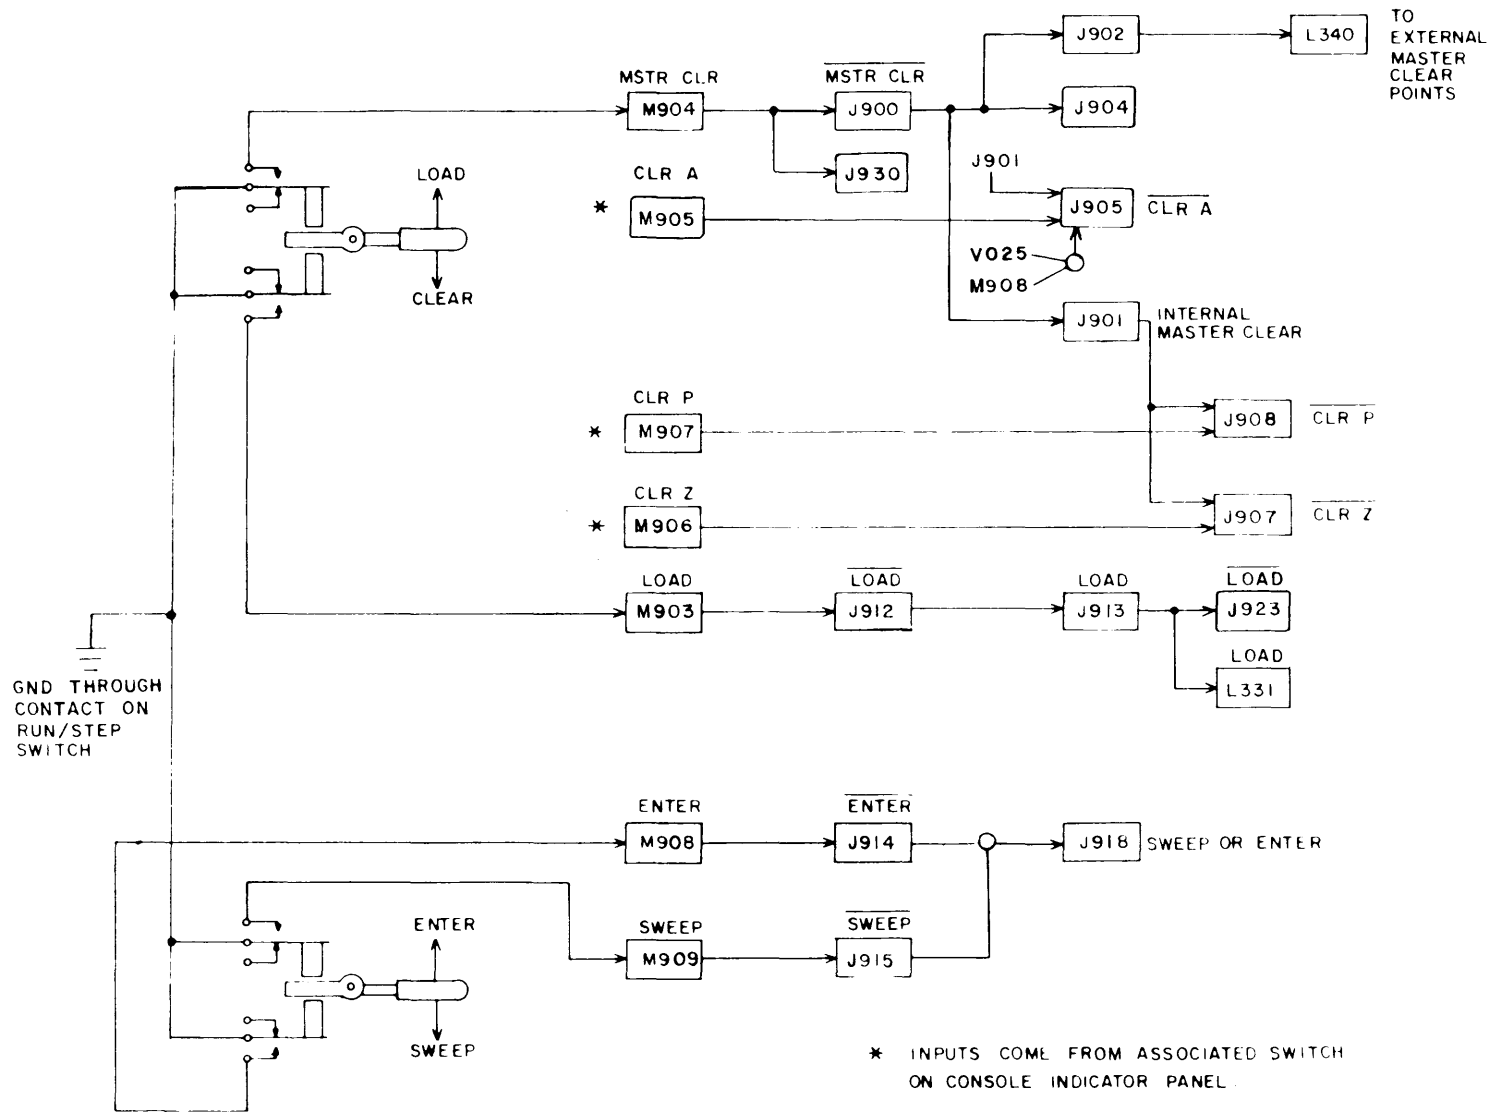 TO
EXTERNAL
MASTER
CLEAR
POINTS
J902
L340
MSTR CLR
MSTR CLR
M904
J900
J904
J930
LOAD
CLEAR
CLR A
* M905
J901
J905
CLR A
V025
M908
J901
INTERNAL
MASTER CLEAR
CLR P
* M907
J908
CLR P
CLR Z
* M906
J907
CLR Z
LOAD
LOAD
LOAD
LOAD
M903
J912
J913
J923
LOAD
L331
GND THROUGH
CONTACT ON
RUN/STEP
SWITCH
ENTER
ENTER
M908
J914
J918
SWEEP OR ENTER
ENTER
SWEEP
SWEEP
SWEEP
M909
J915
* INPUTS COME FROM ASSOCIATED SWITCH
ON CONSOLE INDICATOR PANEL.